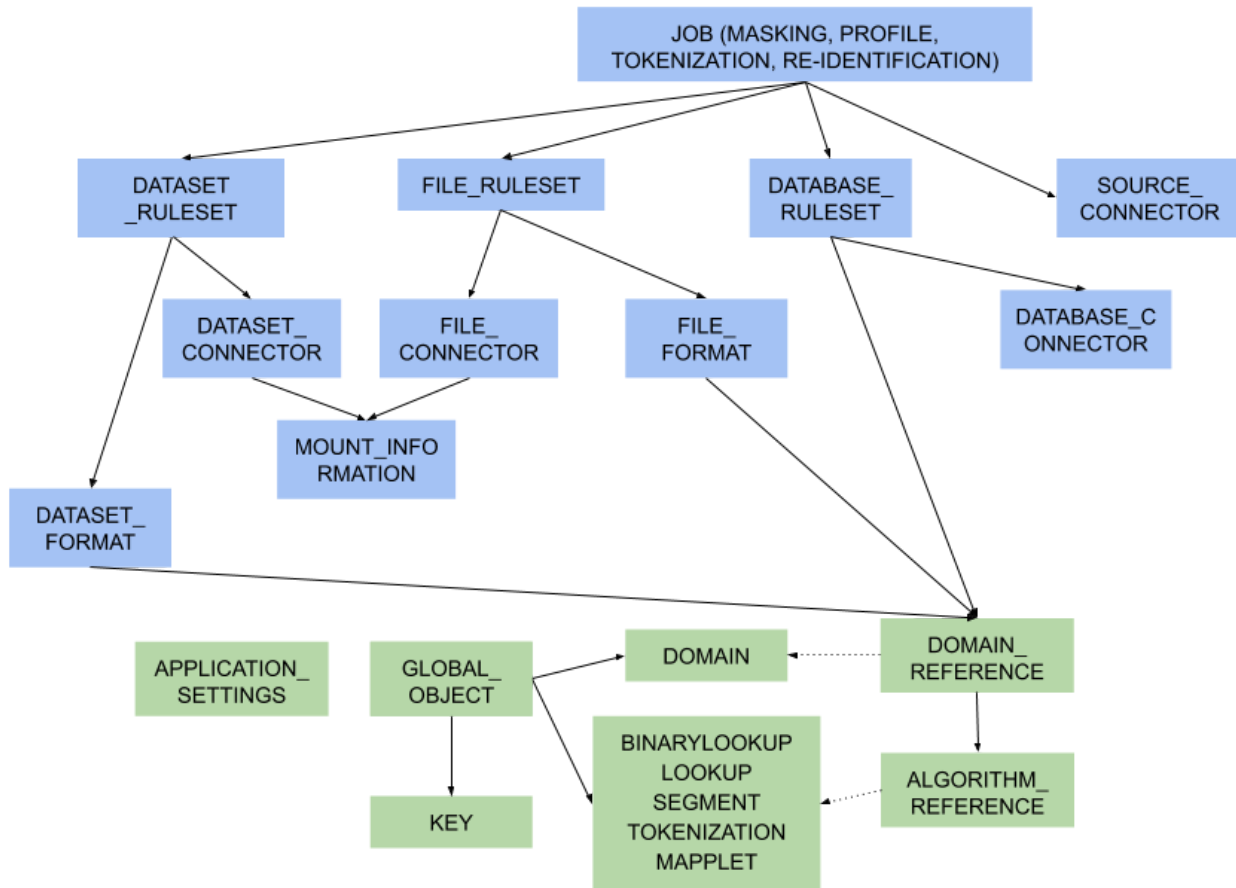 JOB (MASKING, PROFILE,
TOKENIZATION, RE-IDENTIFICATION)
DATASET
_RULESET
FILE_RULESET
DATABASE_
RULESET
SOURCE_
CONNECTOR
DATASET_
CONNECTOR
FILE_
CONNECTOR
FILE_
FORMAT
DATABASE_C
ONNECTOR
MOUNT_INFO
RMATION
DATASET_
FORMAT
APPLICATION_
SETTINGS
GLOBAL_
OBJECT
DOMAIN
DOMAIN_
REFERENCE
KEY
BINARYLOOKUP
LOOKUP
SEGMENT
TOKENIZATION
MAPPLET
ALGORITHM_
REFERENCE